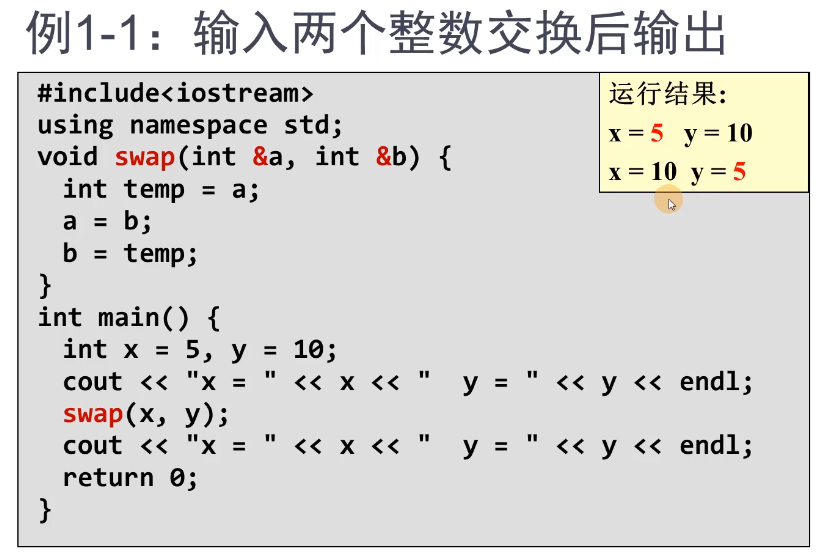 例1-1：输入两个整数交换后输出
#include<iostream>
using namespace std;
void swap(int &a, int &b) {
  int temp = a;
  a = b;
  b = temp;
}
int main() {
  int x = 5, y = 10;
  cout << "x = " << x << "  y = " << y << endl;
  swap(x, y);
  cout << "x = " << x << "  y = " << y << endl;
  return 0;
}
运行结果:
x = 5  y = 10
x = 10 y = 5